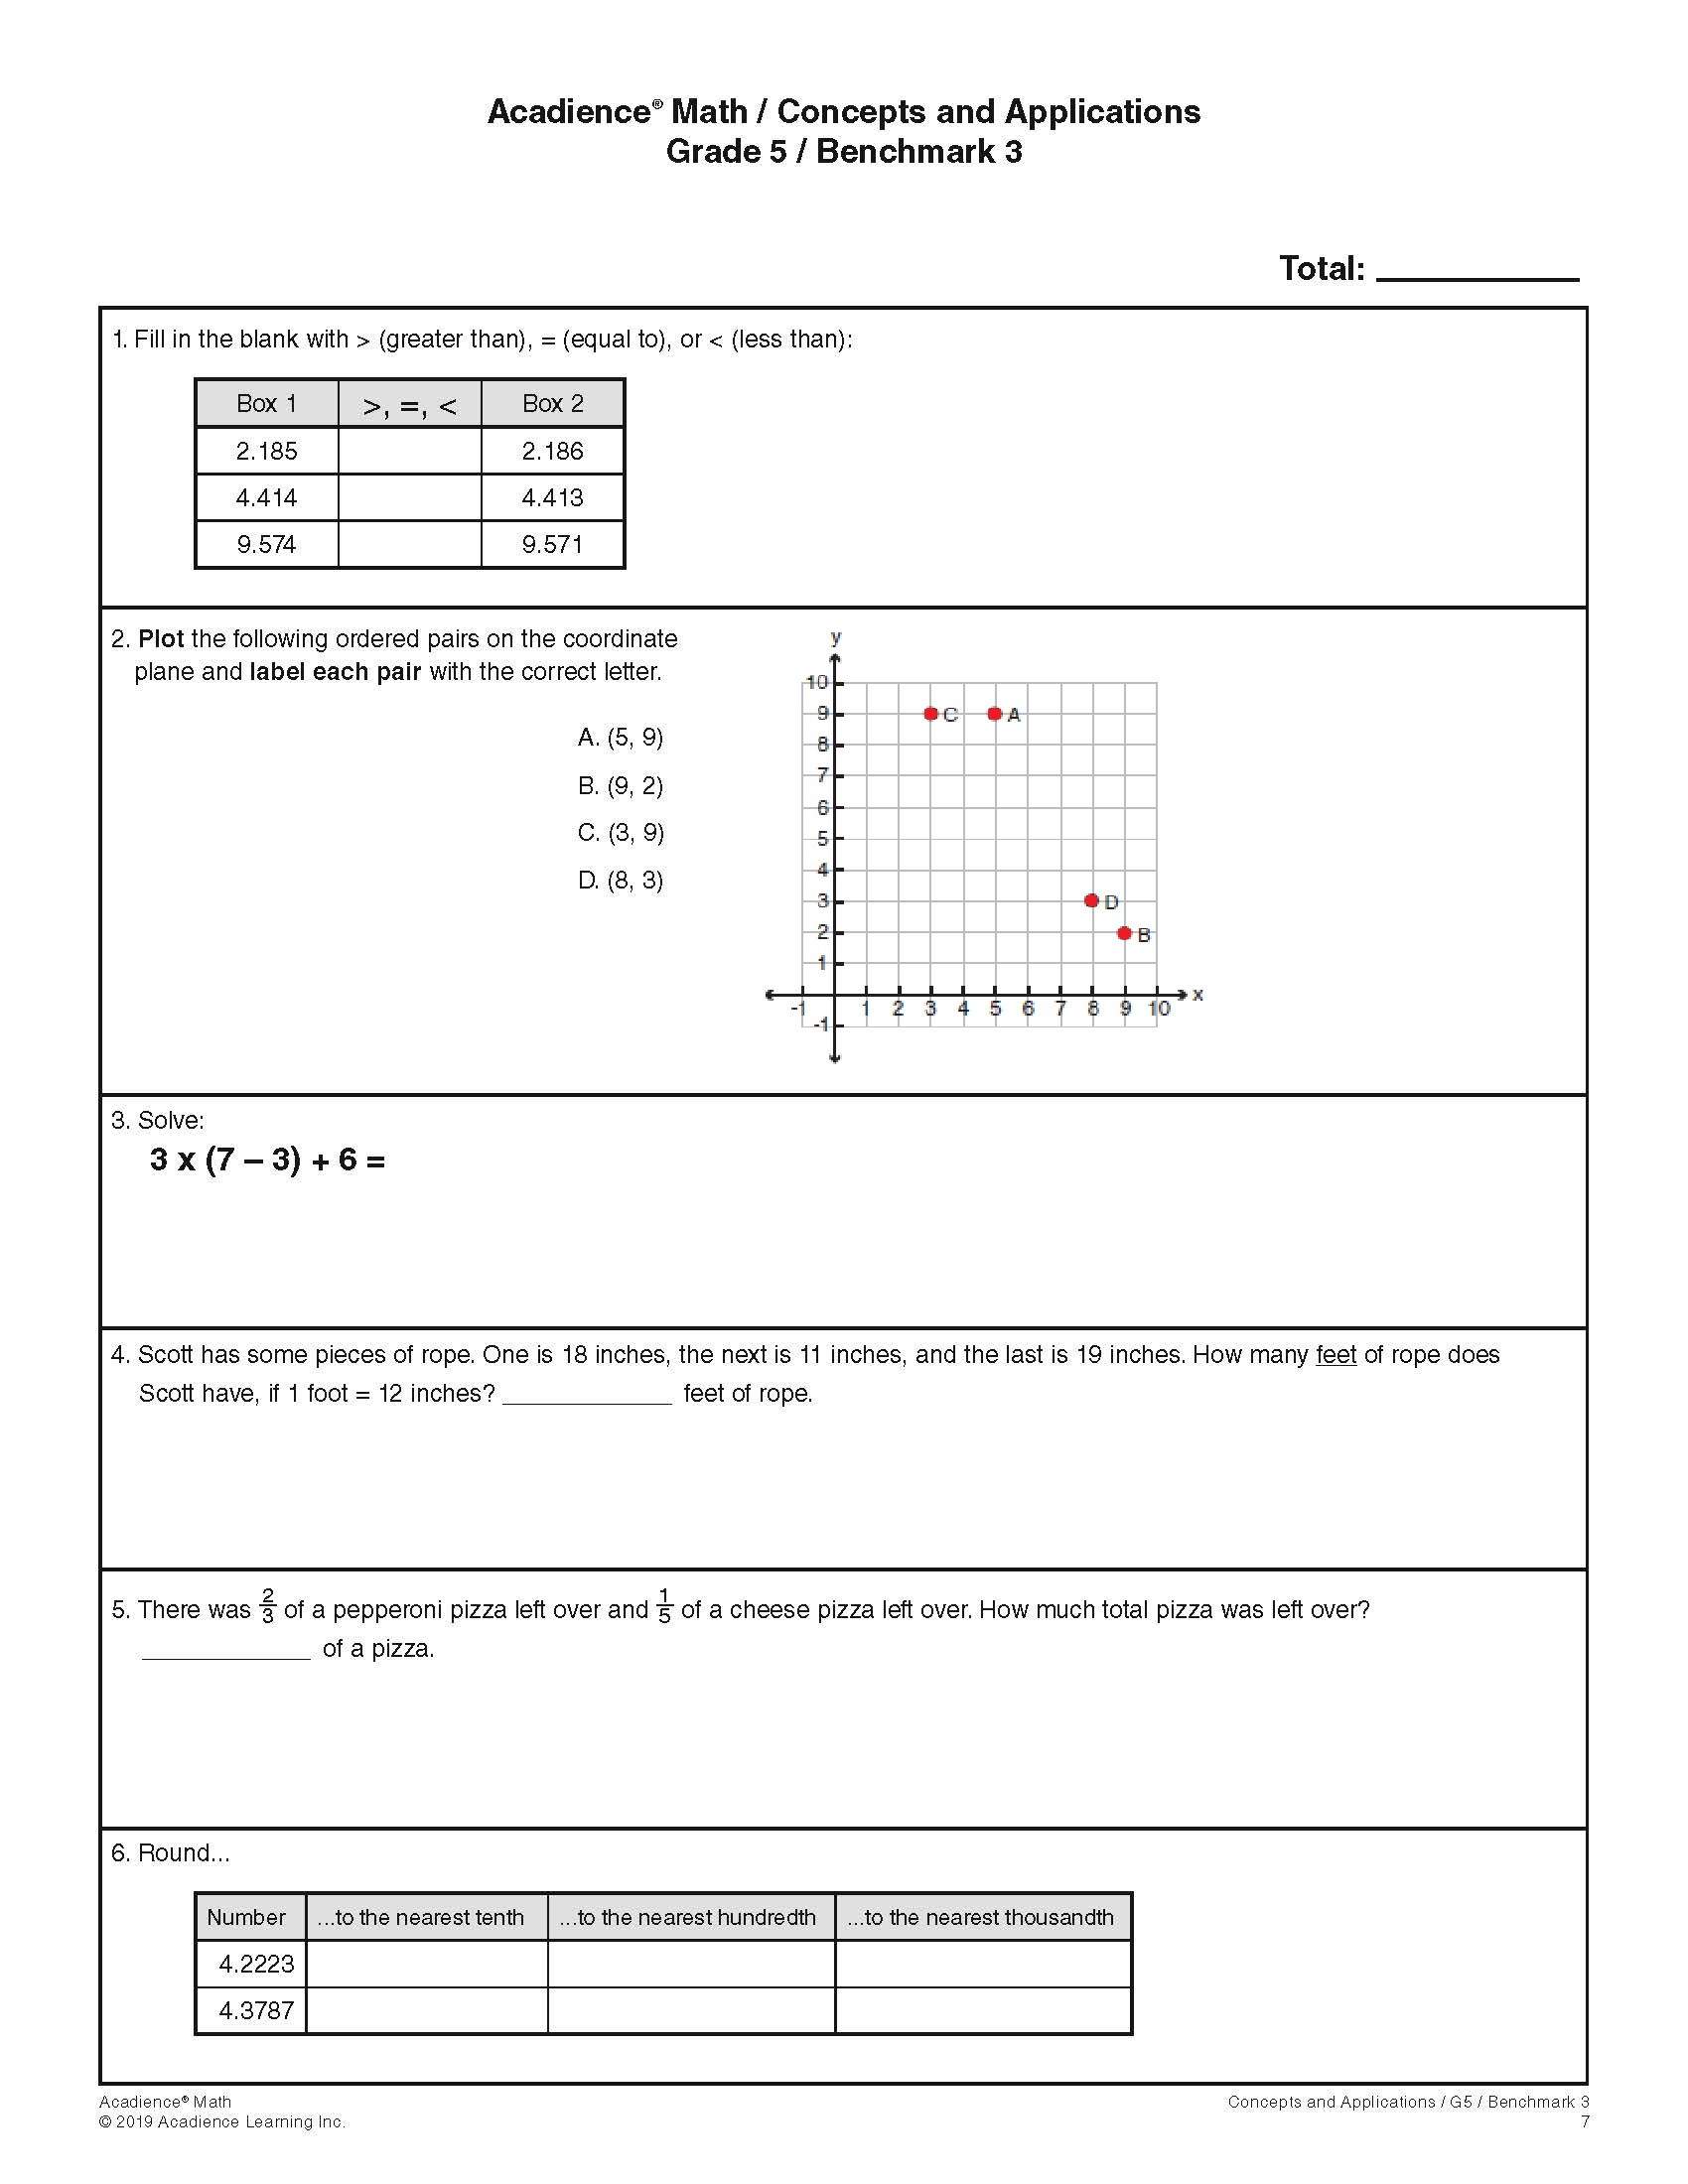 Acadience® Math / Concepts and Applications
Grade 5 / Benchmark 3
Total:
1. Fill in the blank with > (greater than), = (equal to), or < (less than):
Box 1 >, =, < Box 2
2.185 2.186
4.414 4.413
9.574 9.571
2. Plot the following ordered pairs on the coordinate
plane and label each pair with the correct letter.
A. (5, 9)
B. (9, 2)
C. (3, 9)
D. (8, 3)
y
10
9 C A
8
7
6
5
4
3 D
2 B
1
x
-1 1 2 3 4 5 6 7 8 9 10
-1
3. Solve:
3 x (7 – 3) + 6 =
4. Scott has some pieces of rope. One is 18 inches, the next is 11 inches, and the last is 19 inches. How many feet of rope does
Scott have, if 1 foot = 12 inches? ____________ feet of rope.
5. There was 2/3 of a pepperoni pizza left over and 1/5 of a cheese pizza left over. How much total pizza was left over?
____________ of a pizza.
6. Round...
Number ...to the nearest tenth ...to the nearest hundredth ...to the nearest thousandth
4.2223
4.3787
Acadience® Math Concepts and Applications / G5 / Benchmark 3
© 2019 Acadience Learning Inc. 7